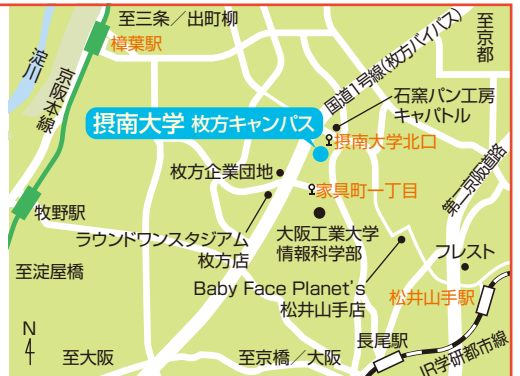 至三条／出町柳
樟葉駅
淀川
京阪本線
国道1号線(枚方バイパス)
至京都
石窯パン工房
キャパトル
摂南大学 枚方キャンパス
摂南大学北口
第二京阪道路
枚方企業団地
家具町一丁目
牧野駅
ラウンドワンスタジアム
枚方店
大阪工業大学
情報科学部
フレスト
至淀屋橋
Baby Face Planet's
松井山手店
松井山手駅
N
長尾駅
至大阪
至京橋／大阪
JR学研都市線